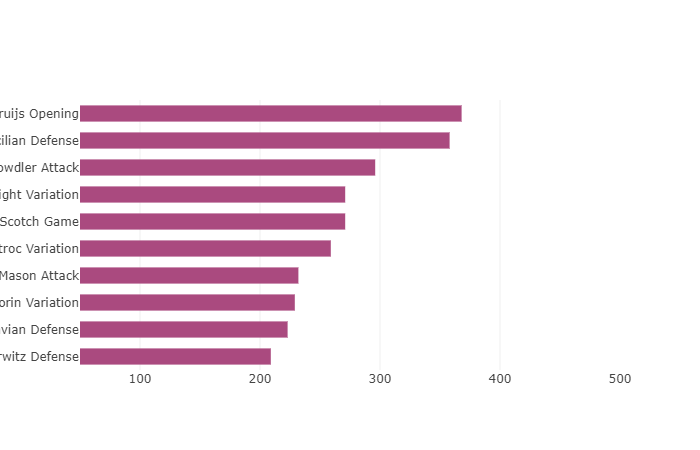 ruijs Opening
ilian Defense
owdler Attack
ight Variation
Scotch Game
troc Variation
Mason Attack
orin Variation
vian Defense
rwitz Defense
100 200 300 400 500